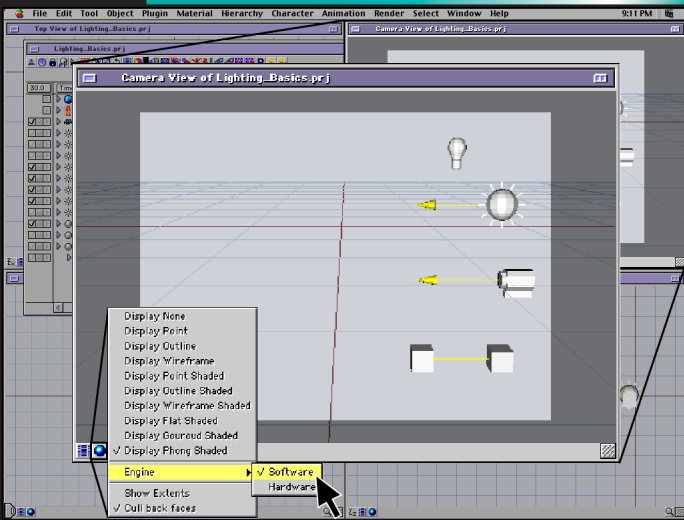 File Edit Tool Object Plugin Material Hierarchy Character Animation Render Select Window Help 9:11 PM
Top View of Lighting_Basics.prj
Camera View of Lighting_Basics.prj
Lighting_Basics.prj
Camera View of Lighting_Basics.prj
30.0 Time
Display None
Display Point
Display Outline
Display Wireframe
Display Point Shaded
Display Outline Shaded
Display Wireframe Shaded
Display Flat Shaded
Display Gouroud Shaded
✓ Display Phong Shaded
Engine
✓ Software
Hardware
Show Extents
✓ Cull back faces